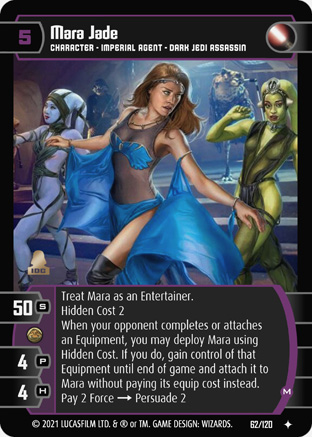 5
Mara Jade
CHARACTER - IMPERIAL AGENT - DARK JEDI ASSASSIN
IDC
50 S
4 P
4 H
Treat Mara as an Entertainer.
Hidden Cost 2
When your opponent completes or attaches
an Equipment, you may deploy Mara using
Hidden Cost. If you do, gain control of that
Equipment until end of game and attach it to
Mara without paying its equip cost instead.
Pay 2 Force → Persuade 2
M
© 2021 LUCASFILM LTD. & ® or TM. GAME DESIGN: WIZARDS.
62/120